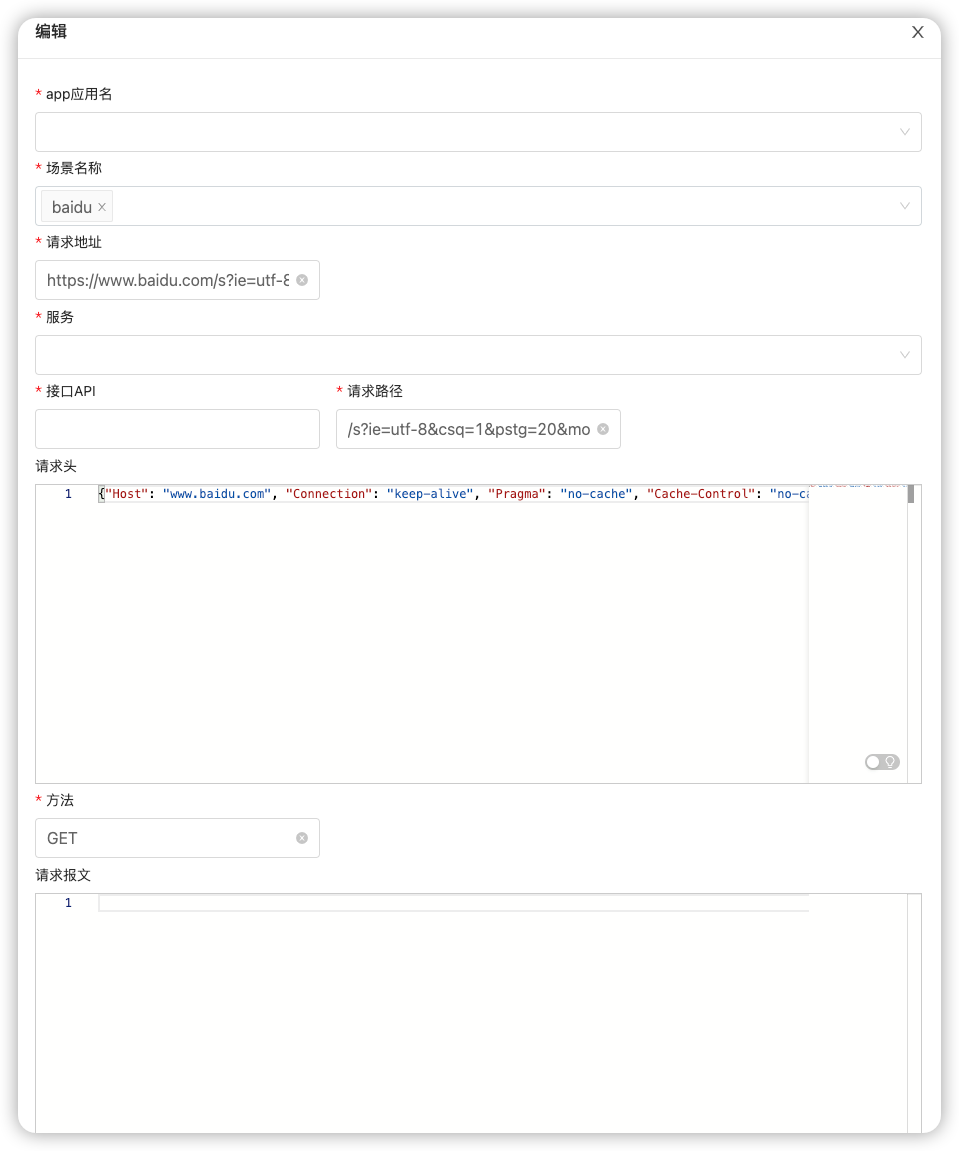 编辑
* app应用名
* 场景名称
baidu
* 请求地址
https://www.baidu.com/s?ie=utf-8
* 服务
* 接口API * 请求路径
/s?ie=utf-8&csq=1&pstg=20&mo
请求头
1 {"Host": "www.baidu.com", "Connection": "keep-alive", "Pragma": "no-cache", "Cache-Control": "no-ca
* 方法
GET
请求报文
1